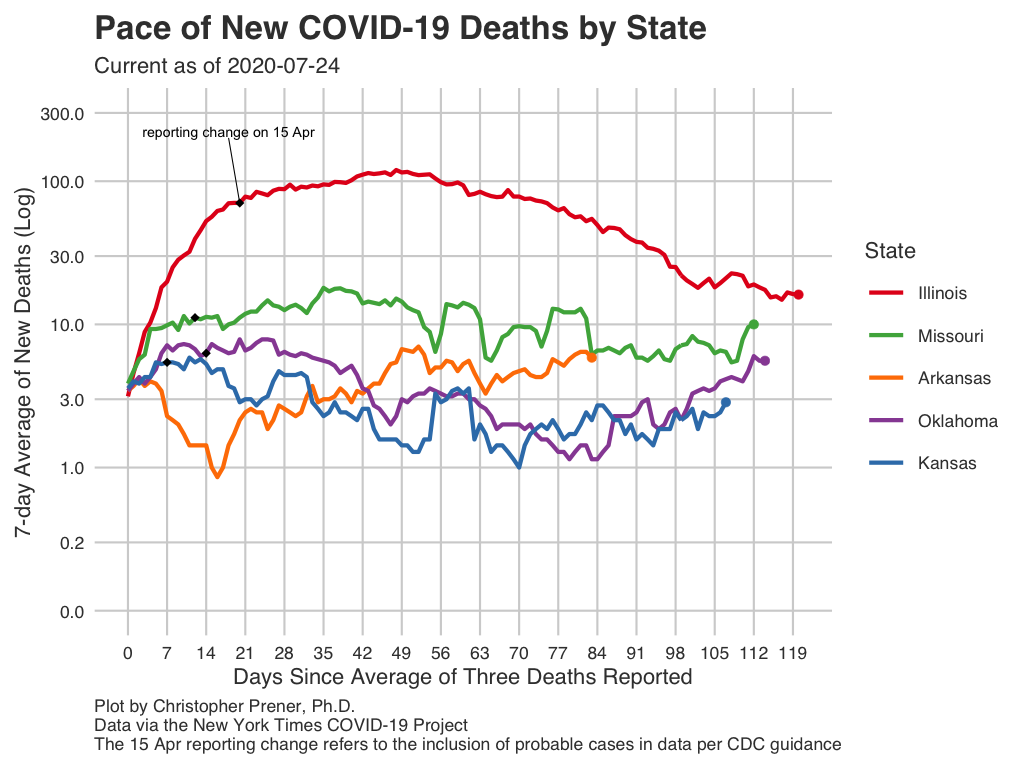 Pace of New COVID-19 Deaths by State
Current as of 2020-07-24
7-day Average of New Deaths (Log)
300.0
100.0
30.0
10.0
3.0
1.0
0.2
0.0
reporting change on 15 Apr
State
Illinois
Missouri
Arkansas
Oklahoma
Kansas
0 7 14 21 28 35 42 49 56 63 70 77 84 91 98 105 112 119
Days Since Average of Three Deaths Reported
Plot by Christopher Prener, Ph.D.
Data via the New York Times COVID-19 Project
The 15 Apr reporting change refers to the inclusion of probable cases in data per CDC guidance